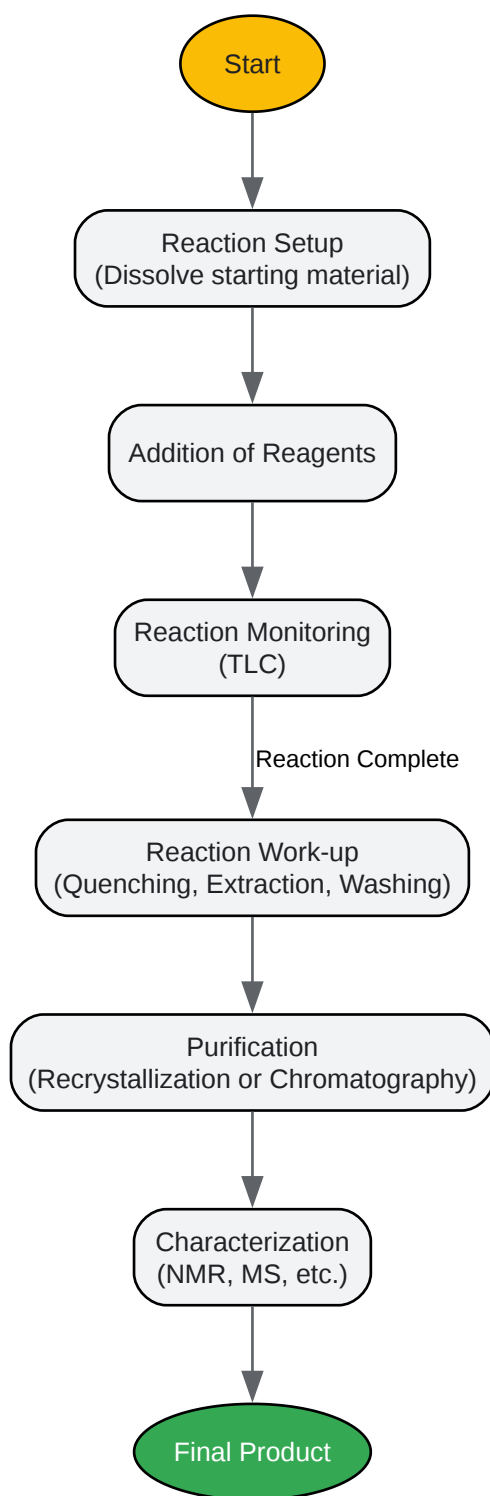 Start
Reaction Setup
(Dissolve starting material)
Addition of Reagents
Reaction Monitoring
(TLC)
Reaction Complete
Reaction Work-up
(Quenching, Extraction, Washing)
Purification
(Recrystallization or Chromatography)
Characterization
(NMR, MS, etc.)
Final Product